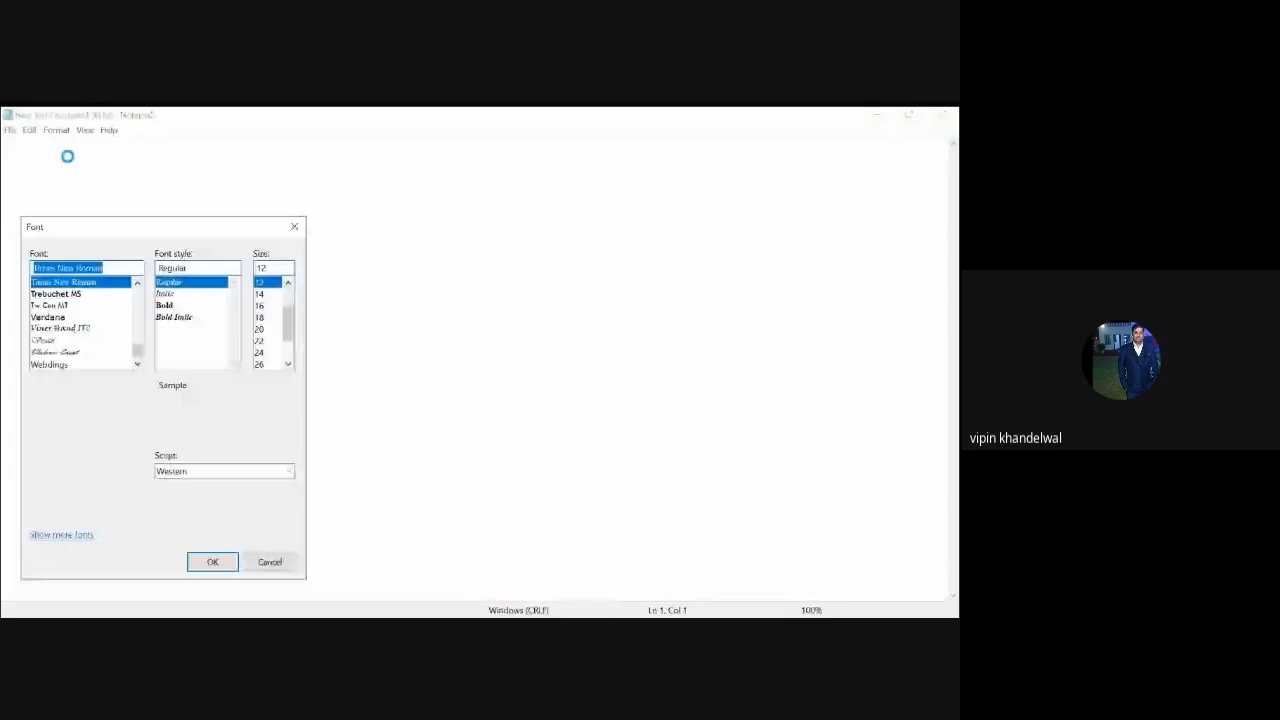 Notepad
File Edit Format View Help
Font
Font: Font style: Size:
Times New Roman Regular 12
Times New Roman Regular 12
Trebuchet MS Italic 14
Tw Cen MT Bold 16
Verdana Bold Italic 18
Viner Hand ITC 20
22
24
Webdings 26
Sample
Script:
Western
Show more fonts
OK Cancel
Windows (CRLF) Ln 1, Col 1 100%
vipin khandelwal